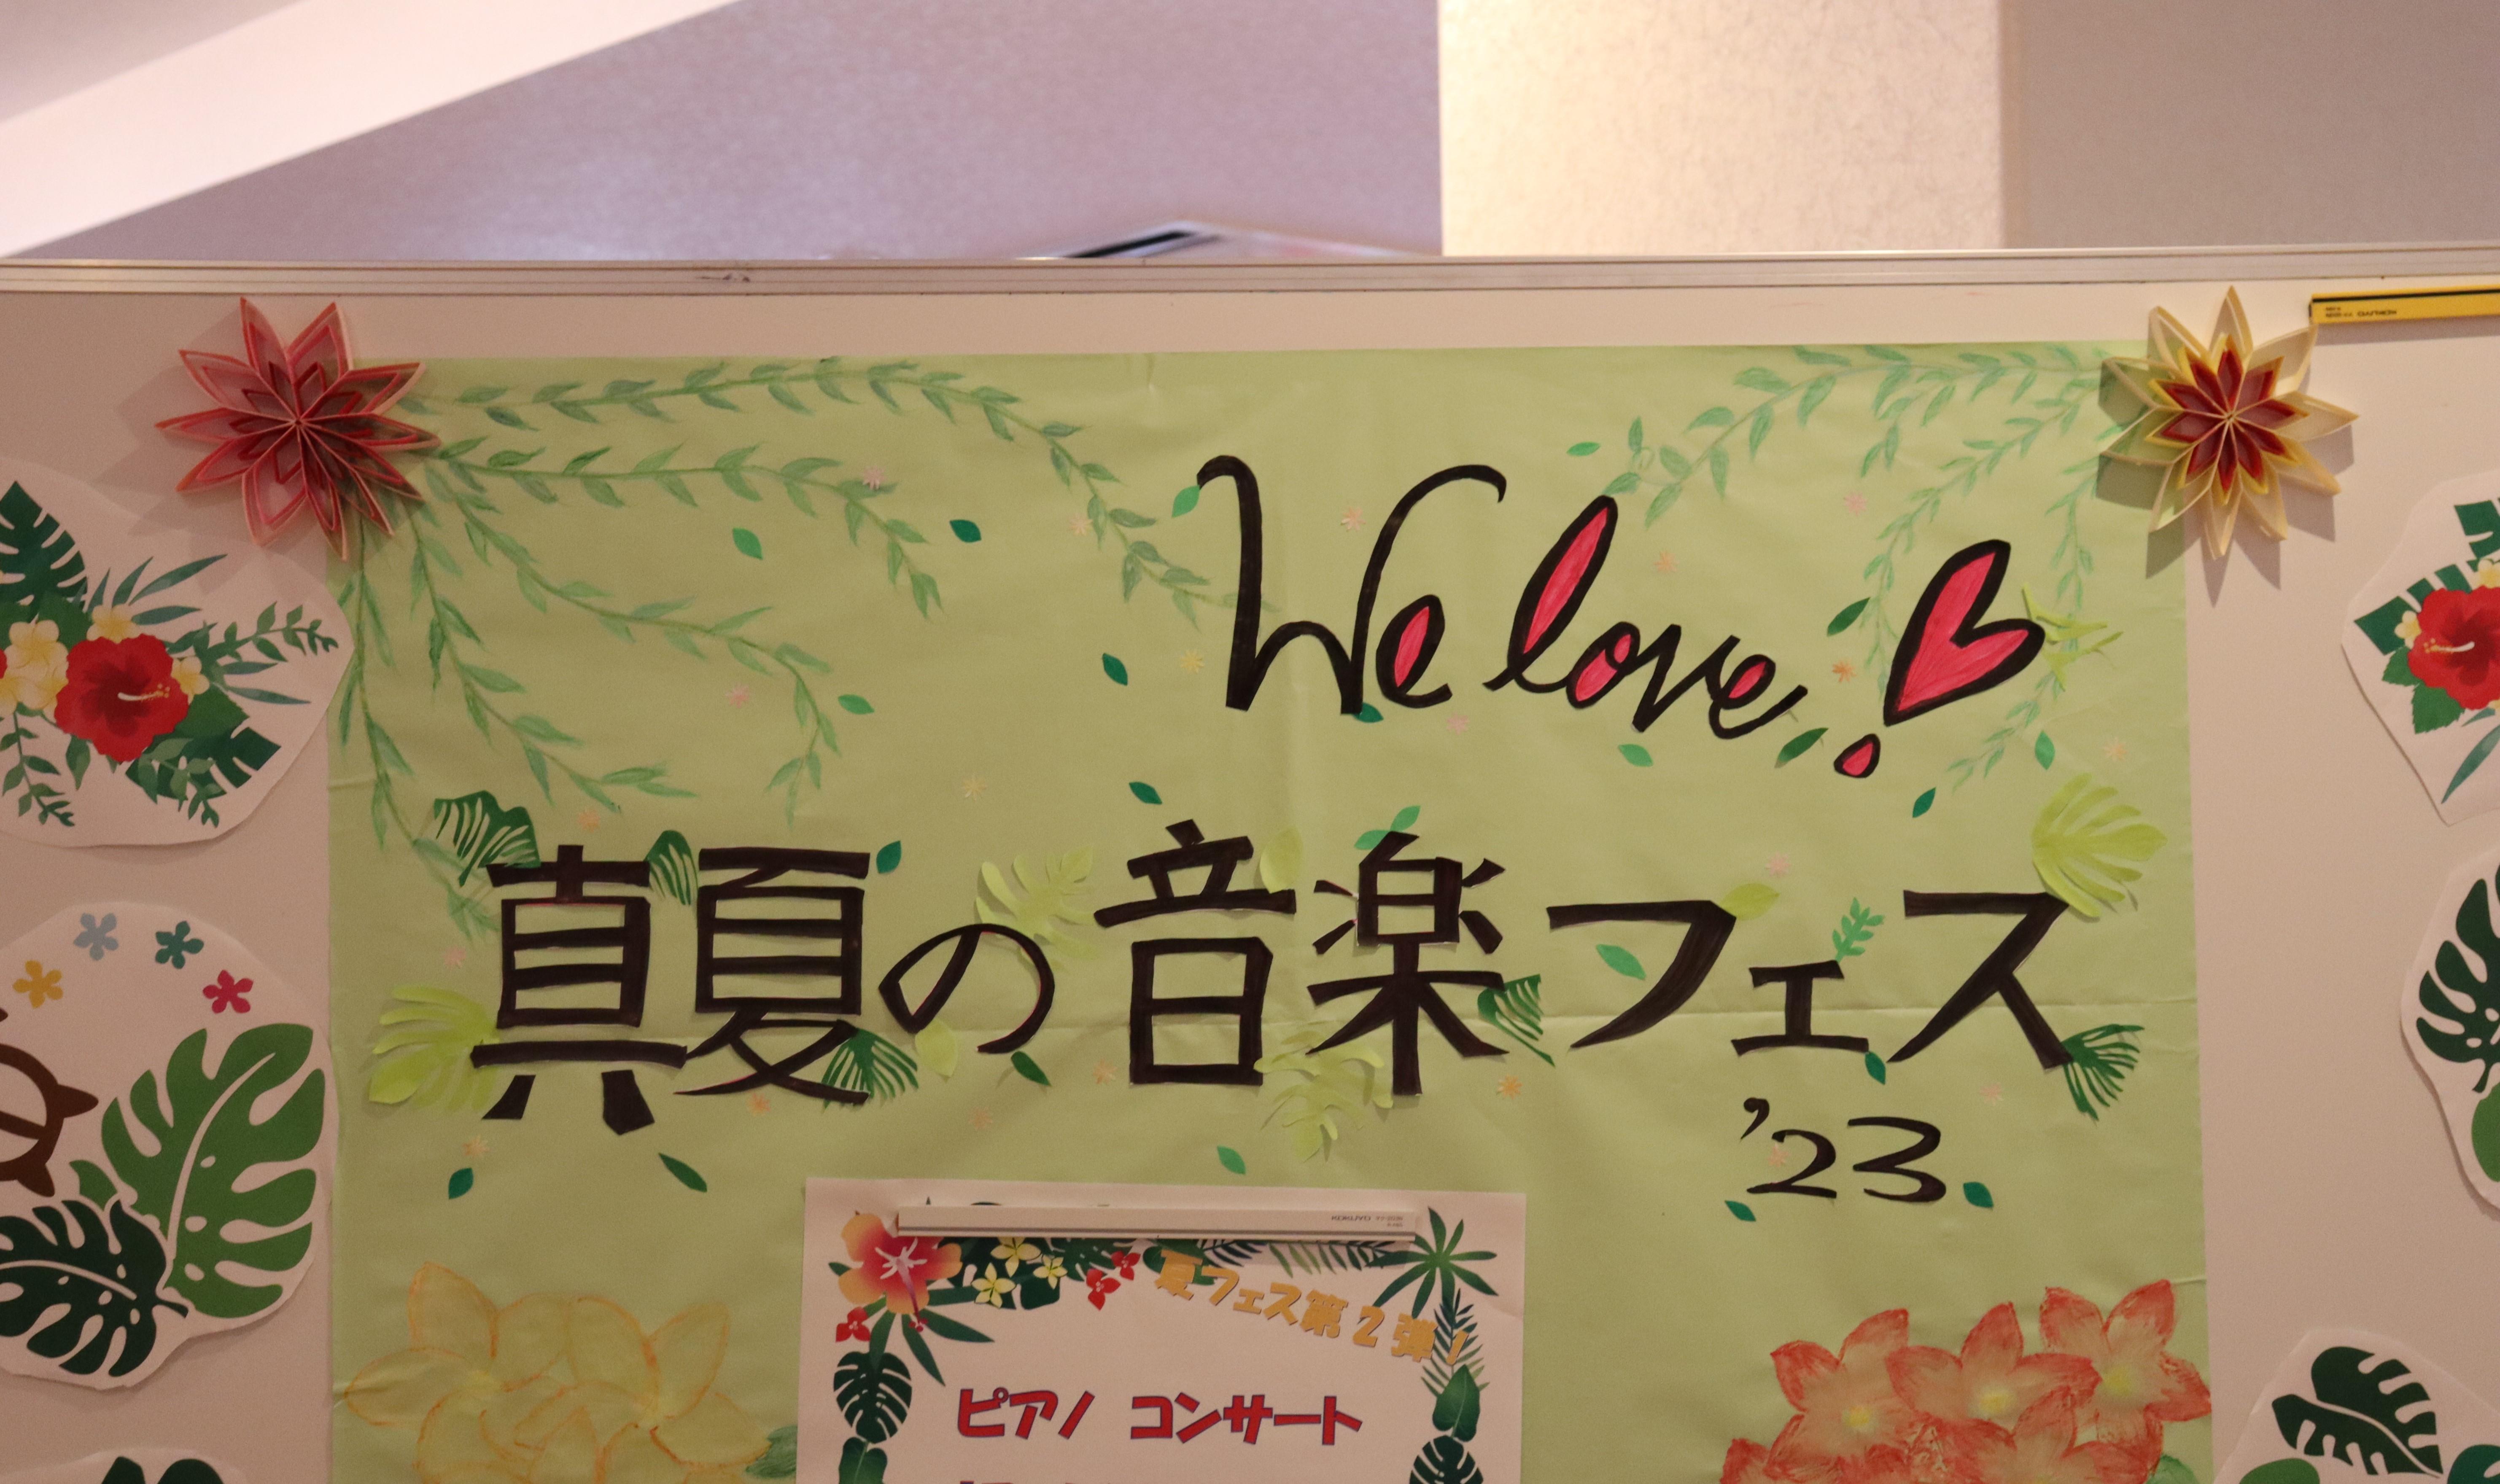 We love!
真夏の音楽フェス
'23
KOKUYO
夏フェス第2弾!
ピアノ コンサート